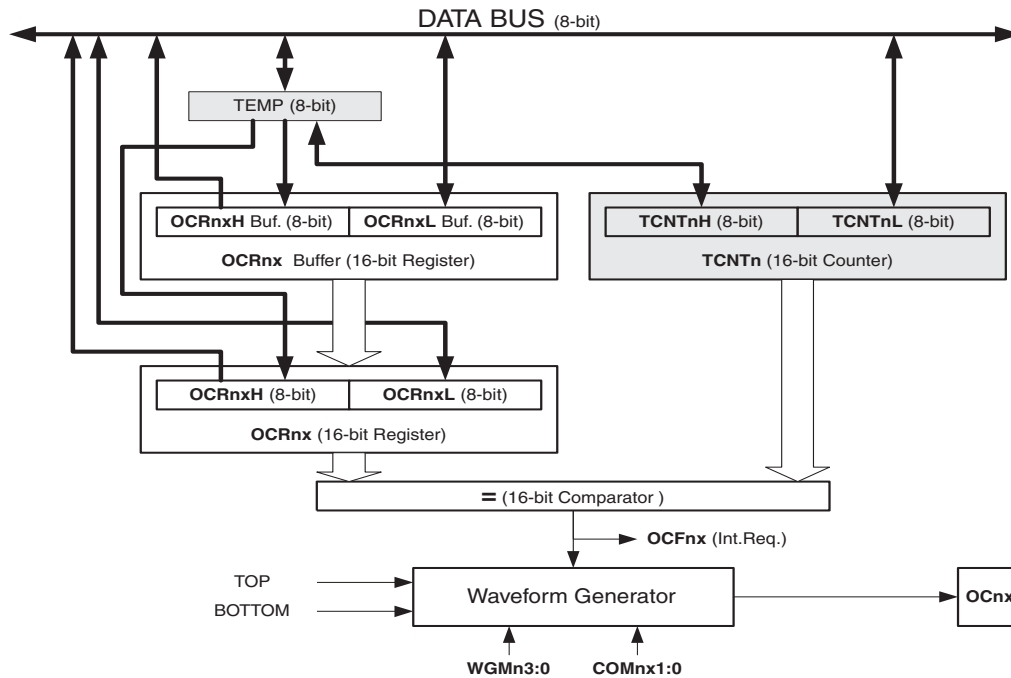 DATA BUS (8-bit)
TEMP (8-bit)
OCRnxH Buf. (8-bit) OCRnxL Buf. (8-bit)
OCRnx Buffer (16-bit Register)
TCNTnH (8-bit) TCNTnL (8-bit)
TCNTn (16-bit Counter)
OCRnxH (8-bit) OCRnxL (8-bit)
OCRnx (16-bit Register)
= (16-bit Comparator )
OCFnx (Int.Req.)
TOP
BOTTOM
Waveform Generator
OCnx
WGMn3:0 COMnx1:0